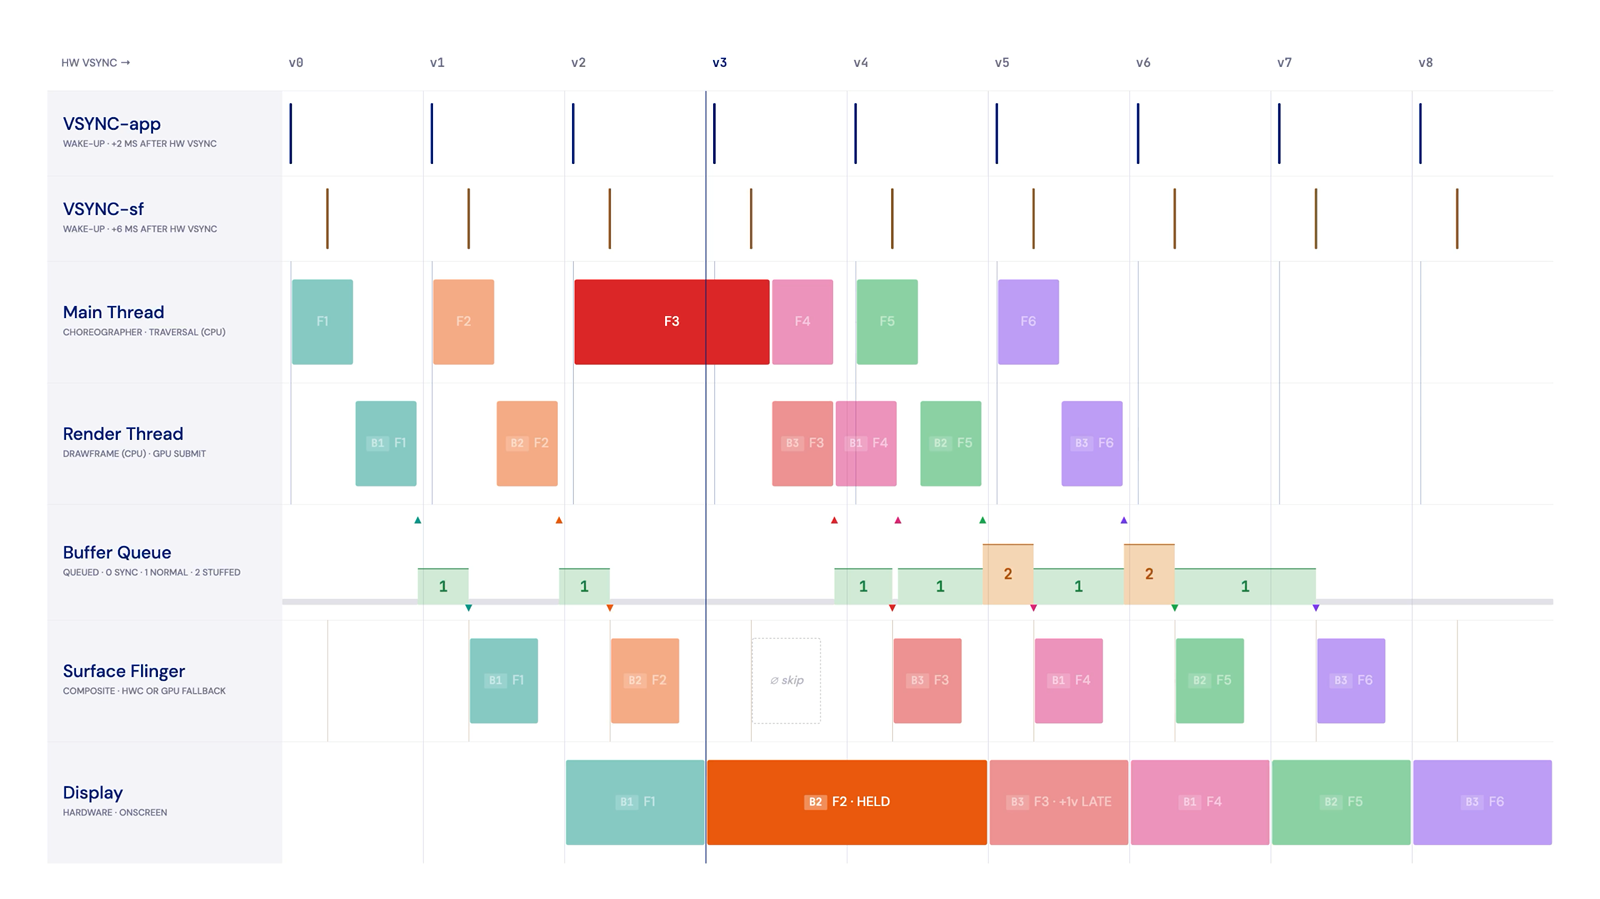 HW VSYNC → v0 v1 v2 v3 v4 v5 v6 v7 v8
VSYNC-app
WAKE-UP · +2 MS AFTER HW VSYNC
VSYNC-sf
WAKE-UP · +6 MS AFTER HW VSYNC
Main Thread
CHOREOGRAPHER · TRAVERSAL (CPU)
F1 F2 F3 F4 F5 F6
Render Thread
DRAWFRAME (CPU) · GPU SUBMIT
B1 F1 B2 F2 B3 F3 B1 F4 B2 F5 B3 F6
Buffer Queue
QUEUED · 0 SYNC · 1 NORMAL · 2 STUFFED
1 1 1 1 2 1 2 1
Surface Flinger
COMPOSITE · HWC OR GPU FALLBACK
B1 F1 B2 F2 ∅ skip B3 F3 B1 F4 B2 F5 B3 F6
Display
HARDWARE · ONSCREEN
B1 F1 B2 F2 · HELD B3 F3 · +1v LATE B1 F4 B2 F5 B3 F6